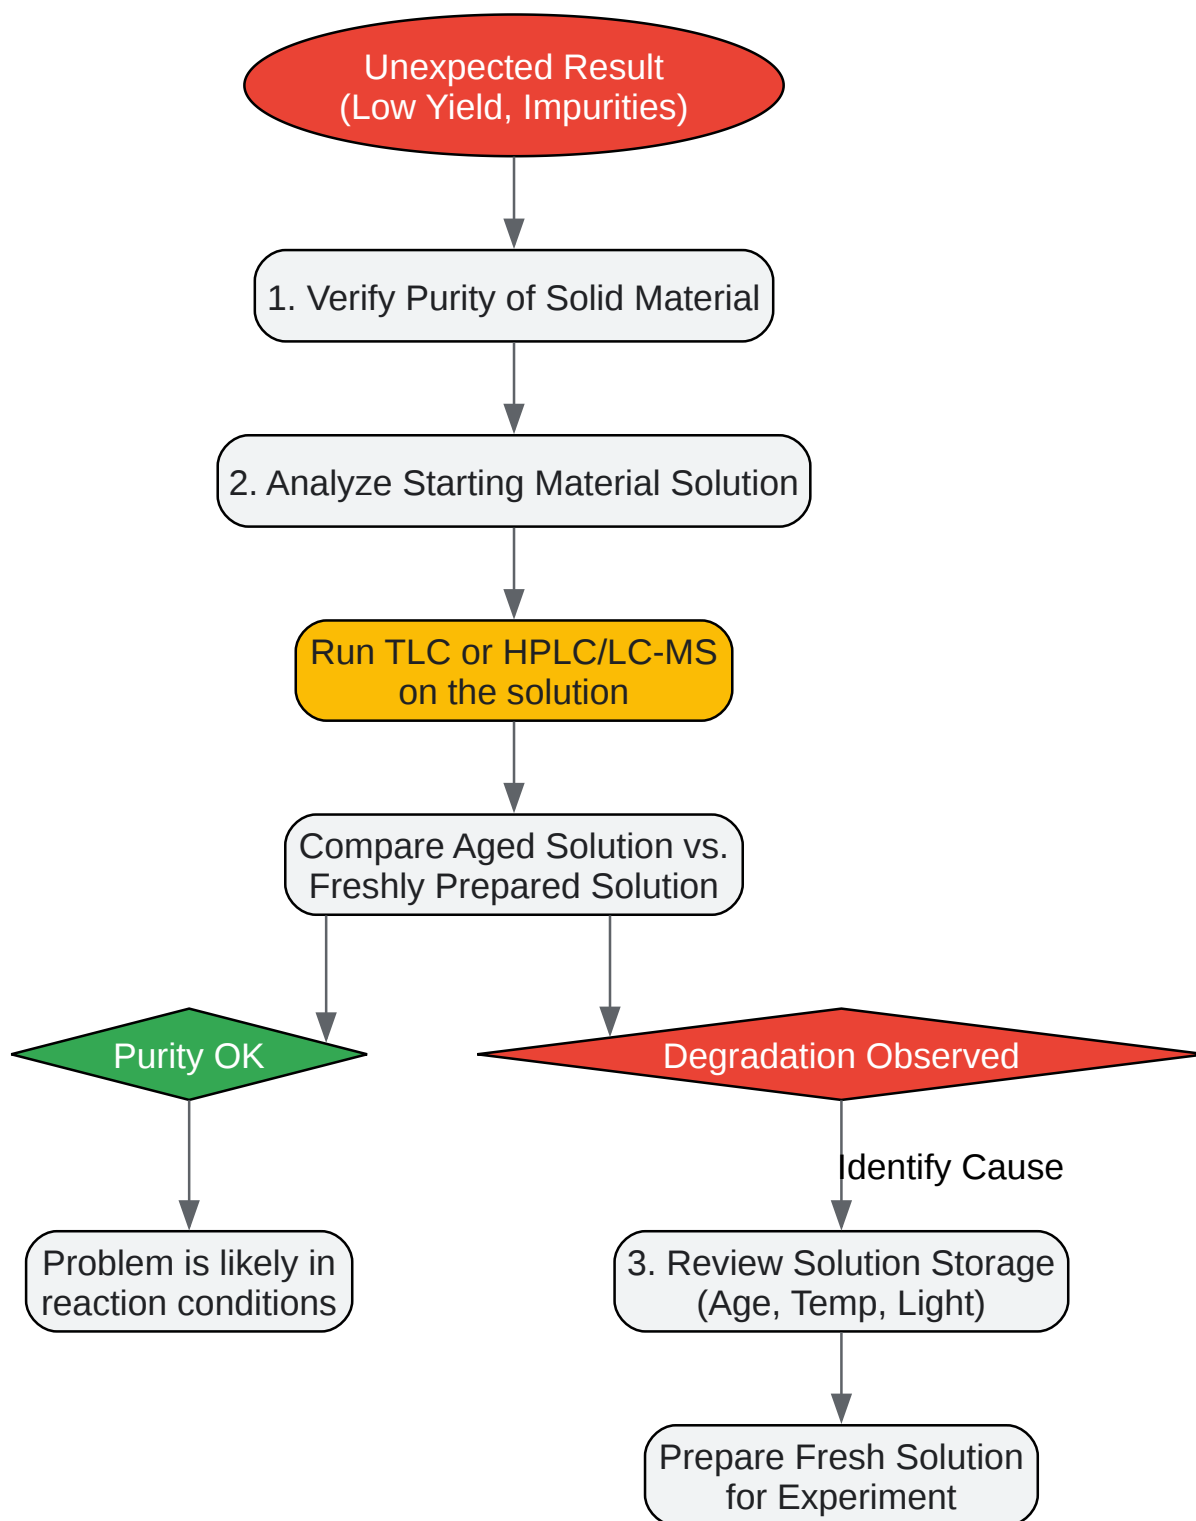 Unexpected Result
(Low Yield, Impurities)
1. Verify Purity of Solid Material
2. Analyze Starting Material Solution
Run TLC or HPLC/LC-MS
on the solution
Compare Aged Solution vs.
Freshly Prepared Solution
Purity OK
Degradation Observed
Identify Cause
Problem is likely in
reaction conditions
3. Review Solution Storage
(Age, Temp, Light)
Prepare Fresh Solution
for Experiment